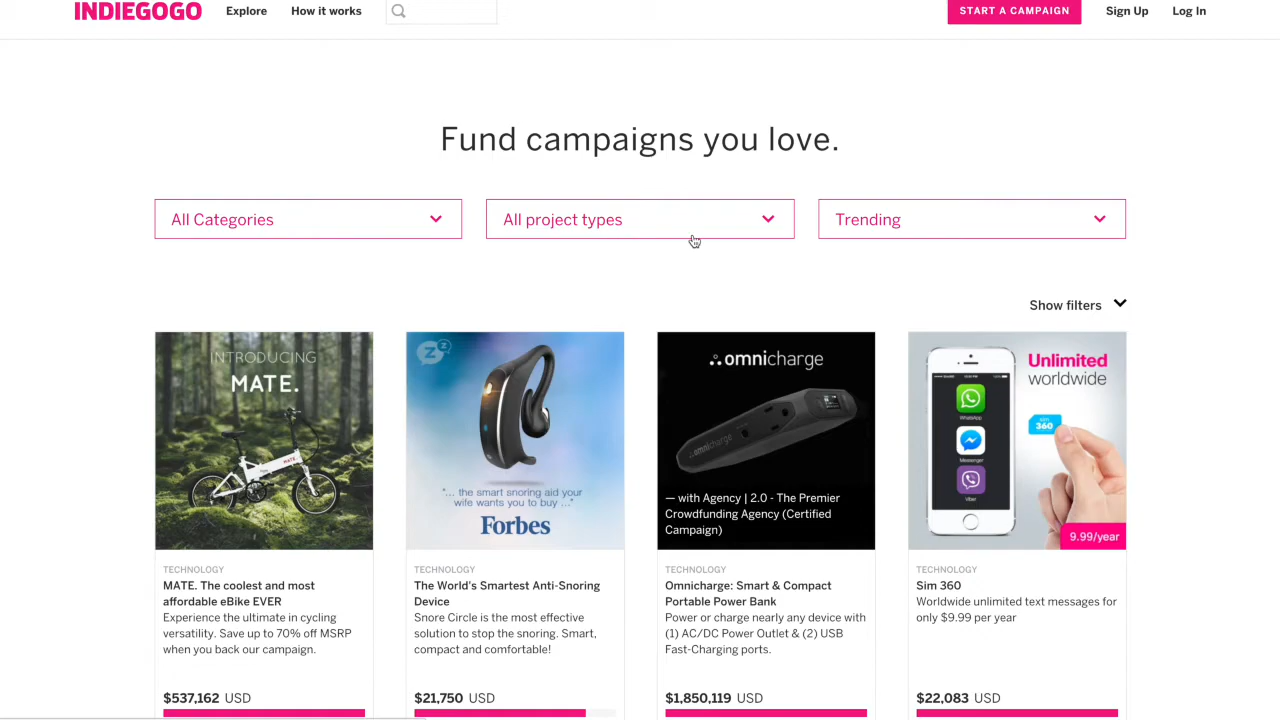 INDIEGOGO Explore How it works START A CAMPAIGN Sign Up Log In
Fund campaigns you love.
All Categories All project types Trending
Show filters
INTRODUCING
MATE.
MATE.
"... the smart snoring aid your
wife wants you to buy ..."
Forbes
omnicharge
omnicharge
— with Agency | 2.0 - The Premier
Crowdfunding Agency (Certified
Campaign)
Unlimited
worldwide
WhatsApp
sim
360
Messenger
Viber
9.99/year
TECHNOLOGY
MATE. The coolest and most
affordable eBike EVER
Experience the ultimate in cycling
versatility. Save up to 70% off MSRP
when you back our campaign.
$537,162 USD
TECHNOLOGY
The World's Smartest Anti-Snoring
Device
Snore Circle is the most effective
solution to stop the snoring. Smart,
compact and comfortable!
$21,750 USD
TECHNOLOGY
Omnicharge: Smart & Compact
Portable Power Bank
Power or charge nearly any device with
(1) AC/DC Power Outlet & (2) USB
Fast-Charging ports.
$1,850,119 USD
TECHNOLOGY
Sim 360
Worldwide unlimited text messages for
only $9.99 per year
$22,083 USD